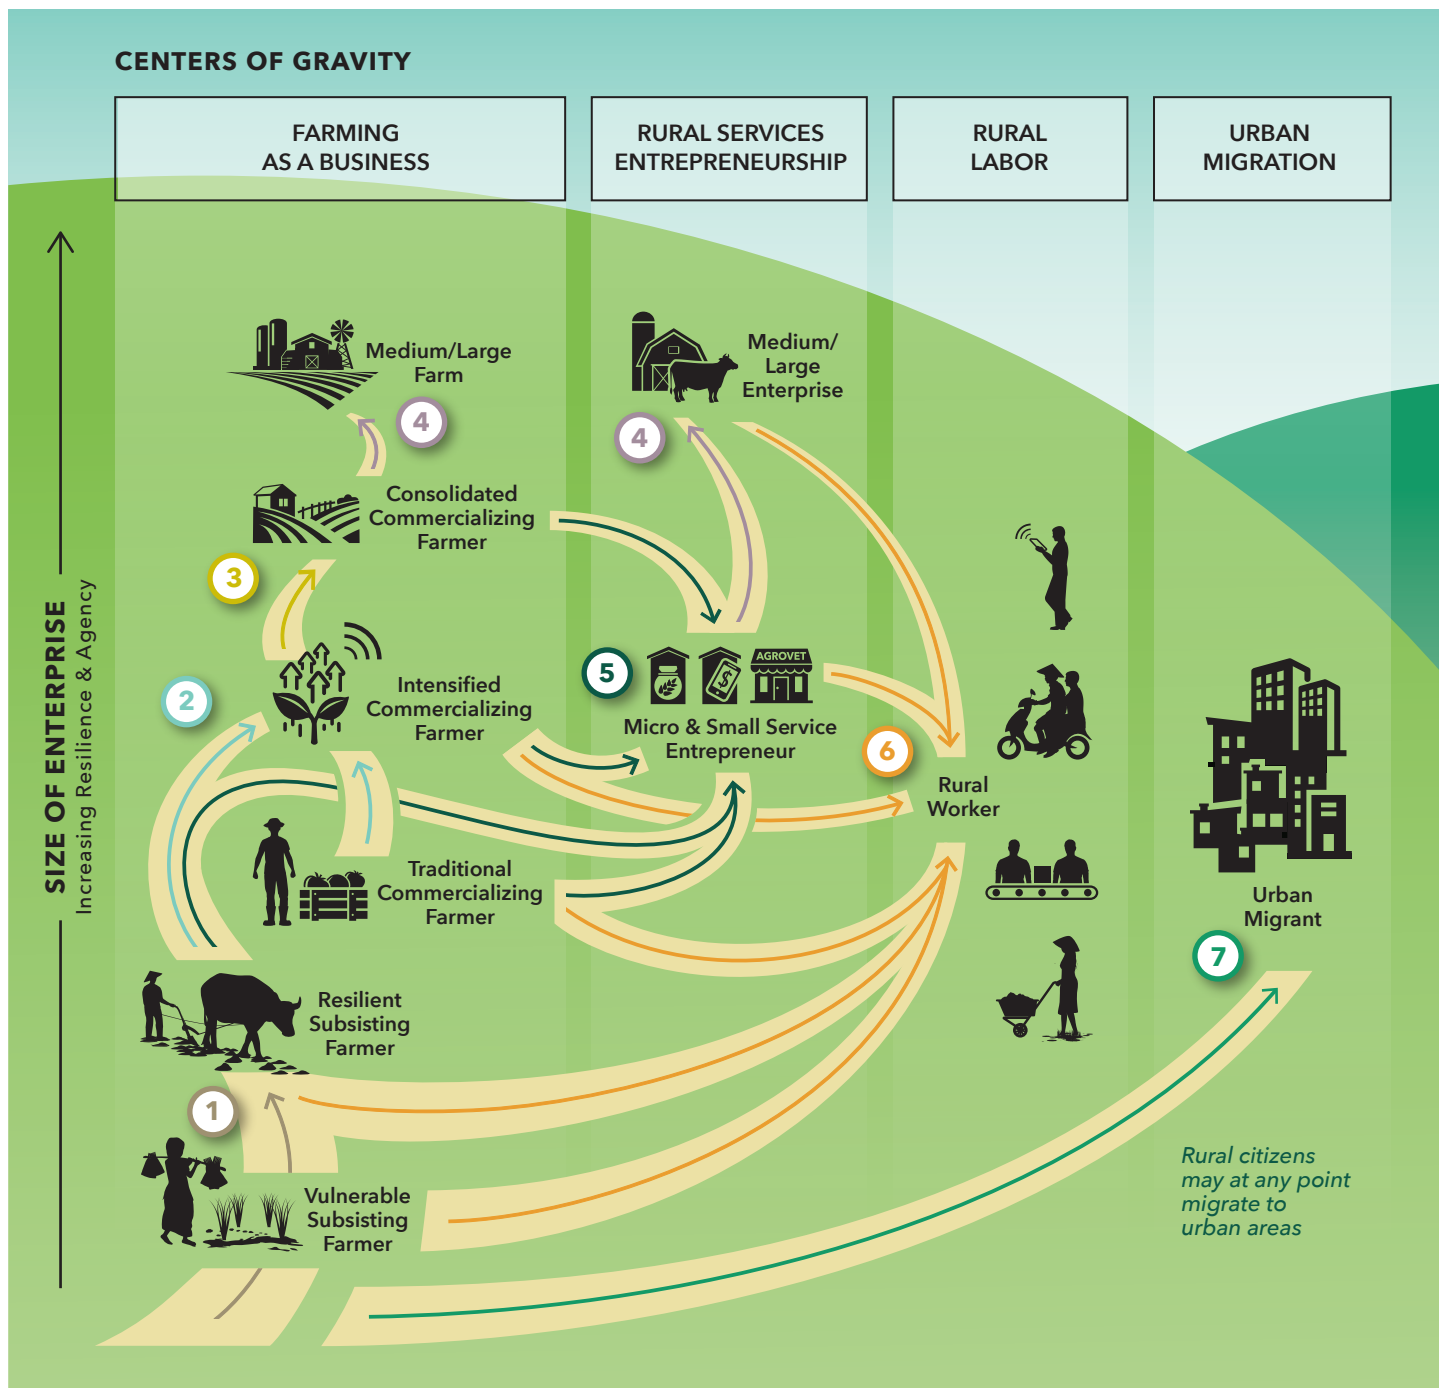 CENTERS OF GRAVITY
FARMING
AS A BUSINESS
RURAL SERVICES
ENTREPRENEURSHIP
RURAL
LABOR
URBAN
MIGRATION
SIZE OF ENTERPRISE
Increasing Resilience & Agency
Medium/Large
Farm
4
Medium/
Large
Enterprise
4
Consolidated
Commercializing
Farmer
3
Intensified
Commercializing
Farmer
2
5
AGROVET
$
Micro & Small Service
Entrepreneur
6
Rural
Worker
Traditional
Commercializing
Farmer
Urban
Migrant
7
Resilient
Subsisting
Farmer
1
Vulnerable
Subsisting
Farmer
Rural citizens
may at any point
migrate to
urban areas